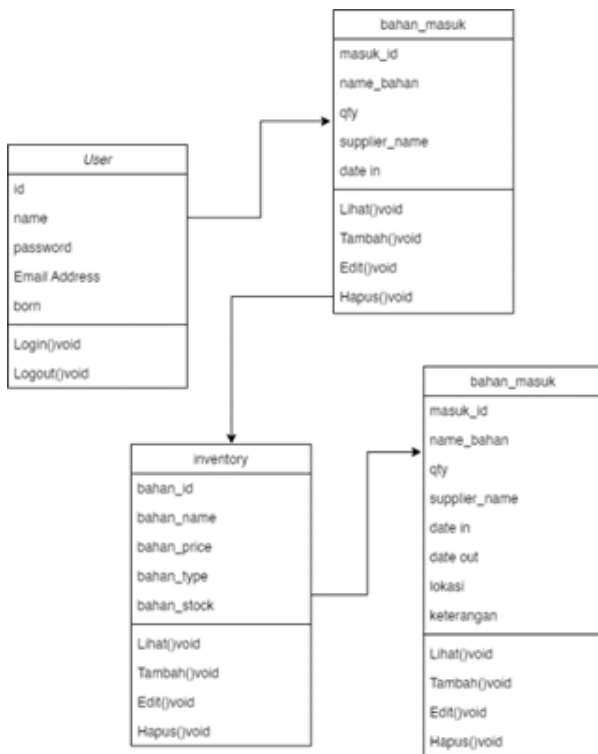 bahan_masuk
masuk_id
name_bahan
qty
supplier_name
date in
Lihat()void
Tambah()void
Edit()void
Hapus()void
User
id
name
password
Email Address
born
Login()void
Logout()void
inventory
bahan_id
bahan_name
bahan_price
bahan_type
bahan_stock
Lihat()void
Tambah()void
Edit()void
Hapus()void
bahan_masuk
masuk_id
name_bahan
qty
supplier_name
date in
date out
lokasi
keterangan
Lihat()void
Tambah()void
Edit()void
Hapus()void